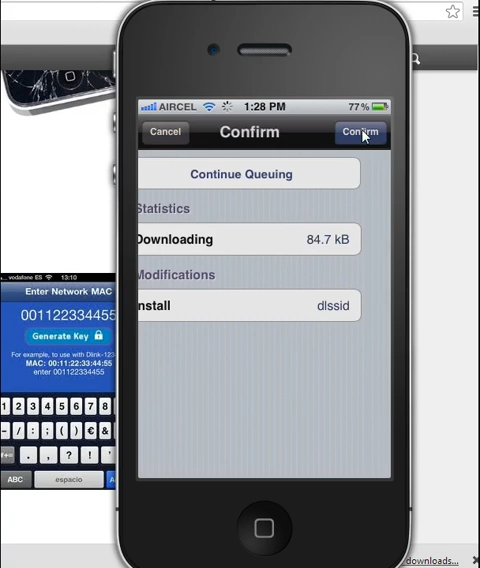 AIRCEL 1:28 PM 77%
Cancel Confirm Confirm
Continue Queuing
Statistics
Downloading 84.7 kB
Modifications
nstall dlssid
vodafone ES 13:10
Enter Network MAC
001122334455
Generate Key
For example, to use with Dlink-123
MAC: 00:11:22:33:44:55
enter 001122334455
1 2 3 4 5 6 7 8
- / : ; ( ) € &
#+= . , ? ! '
ABC espacio
downloads...